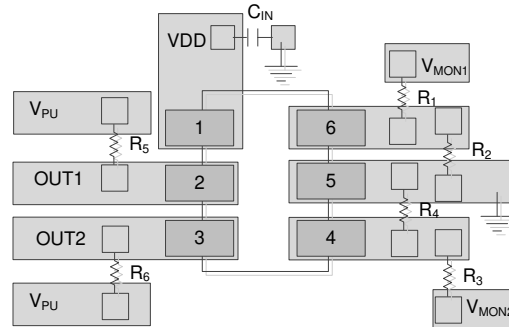 C_IN
VDD
V_MON1
V_PU
R_1
1
6
R_5
R_2
OUT1
2
5
R_4
OUT2
3
4
R_6
R_3
V_PU
V_MON2